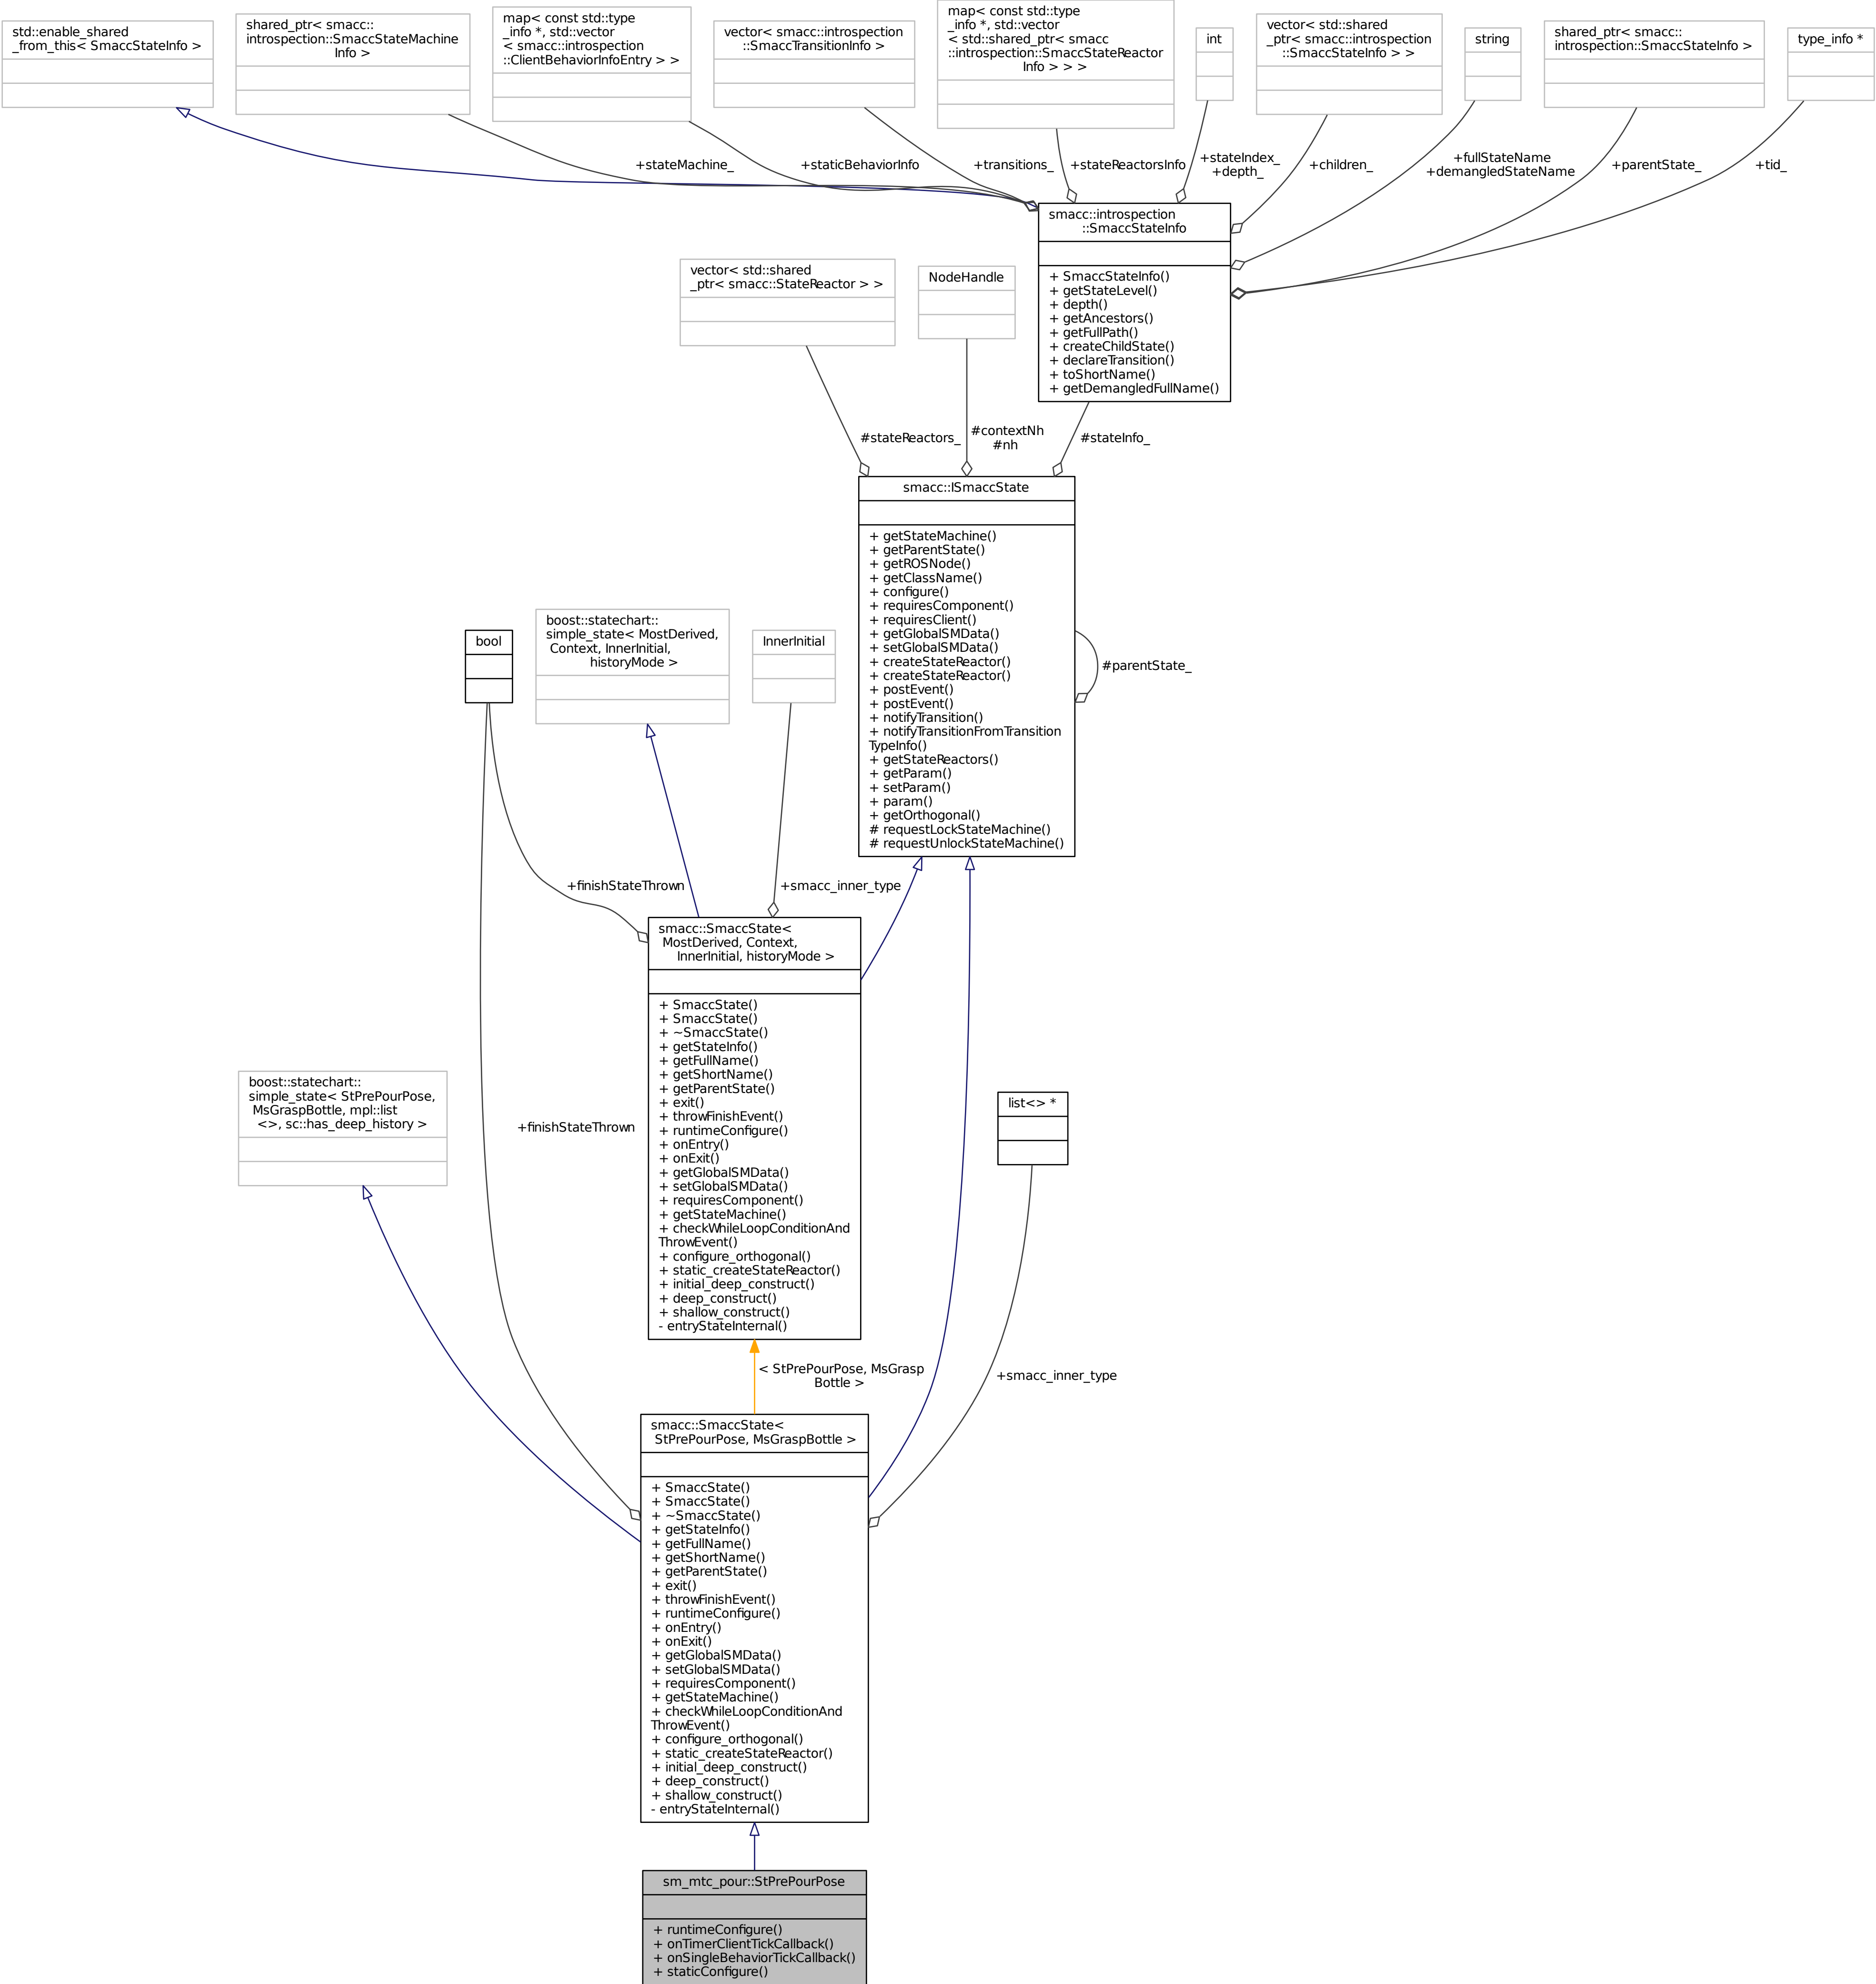 std::enable_shared
_from_this< SmaccStateInfo >
shared_ptr< smacc::
introspection::SmaccStateMachine
Info >
map< const std::type
_info *, std::vector
< smacc::introspection
::ClientBehaviorInfoEntry > >
vector< smacc::introspection
::SmaccTransitionInfo >
map< const std::type
_info *, std::vector
< std::shared_ptr< smacc
::introspection::SmaccStateReactor
Info > > >
int
vector< std::shared
_ptr< smacc::introspection
::SmaccStateInfo > >
string
shared_ptr< smacc::
introspection::SmaccStateInfo >
type_info *
+stateMachine_
+staticBehaviorInfo
+transitions_
+stateReactorsInfo
+stateIndex_
+depth_
+children_
+fullStateName
+demangledStateName
+parentState_
+tid_
smacc::introspection
::SmaccStateInfo
+ SmaccStateInfo()
+ getStateLevel()
+ depth()
+ getAncestors()
+ getFullPath()
+ createChildState()
+ declareTransition()
+ toShortName()
+ getDemangledFullName()
vector< std::shared
_ptr< smacc::StateReactor > >
NodeHandle
#stateReactors_
#contextNh
#nh
#stateInfo_
smacc::ISmaccState
+ getStateMachine()
+ getParentState()
+ getROSNode()
+ getClassName()
+ configure()
+ requiresComponent()
+ requiresClient()
+ getGlobalSMData()
+ setGlobalSMData()
+ createStateReactor()
+ createStateReactor()
+ postEvent()
+ postEvent()
+ notifyTransition()
+ notifyTransitionFromTransition
TypeInfo()
+ getStateReactors()
+ getParam()
+ setParam()
+ param()
+ getOrthogonal()
# requestLockStateMachine()
# requestUnlockStateMachine()
#parentState_
bool
boost::statechart::
simple_state< MostDerived,
Context, InnerInitial,
historyMode >
InnerInitial
+finishStateThrown
+smacc_inner_type
smacc::SmaccState<
MostDerived, Context,
InnerInitial, historyMode >
+ SmaccState()
+ SmaccState()
+ ~SmaccState()
+ getStateInfo()
+ getFullName()
+ getShortName()
+ getParentState()
+ exit()
+ throwFinishEvent()
+ runtimeConfigure()
+ onEntry()
+ onExit()
+ getGlobalSMData()
+ setGlobalSMData()
+ requiresComponent()
+ getStateMachine()
+ checkWhileLoopConditionAnd
ThrowEvent()
+ configure_orthogonal()
+ static_createStateReactor()
+ initial_deep_construct()
+ deep_construct()
+ shallow_construct()
- entryStateInternal()
boost::statechart::
simple_state< StPrePourPose,
MsGraspBottle, mpl::list
<>, sc::has_deep_history >
+finishStateThrown
list<> *
< StPrePourPose, MsGrasp
Bottle >
+smacc_inner_type
smacc::SmaccState<
StPrePourPose, MsGraspBottle >
+ SmaccState()
+ SmaccState()
+ ~SmaccState()
+ getStateInfo()
+ getFullName()
+ getShortName()
+ getParentState()
+ exit()
+ throwFinishEvent()
+ runtimeConfigure()
+ onEntry()
+ onExit()
+ getGlobalSMData()
+ setGlobalSMData()
+ requiresComponent()
+ getStateMachine()
+ checkWhileLoopConditionAnd
ThrowEvent()
+ configure_orthogonal()
+ static_createStateReactor()
+ initial_deep_construct()
+ deep_construct()
+ shallow_construct()
- entryStateInternal()
sm_mtc_pour::StPrePourPose
+ runtimeConfigure()
+ onTimerClientTickCallback()
+ onSingleBehaviorTickCallback()
+ staticConfigure()